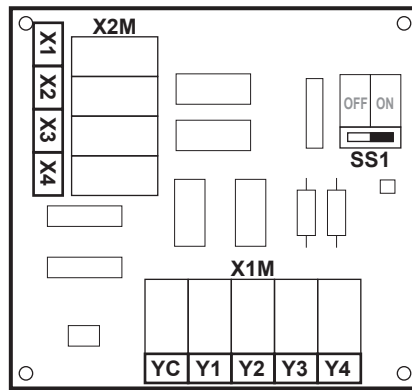 X2M
X1
X2
X3
X4
OFF ON
SS1
X1M
YC Y1 Y2 Y3 Y4